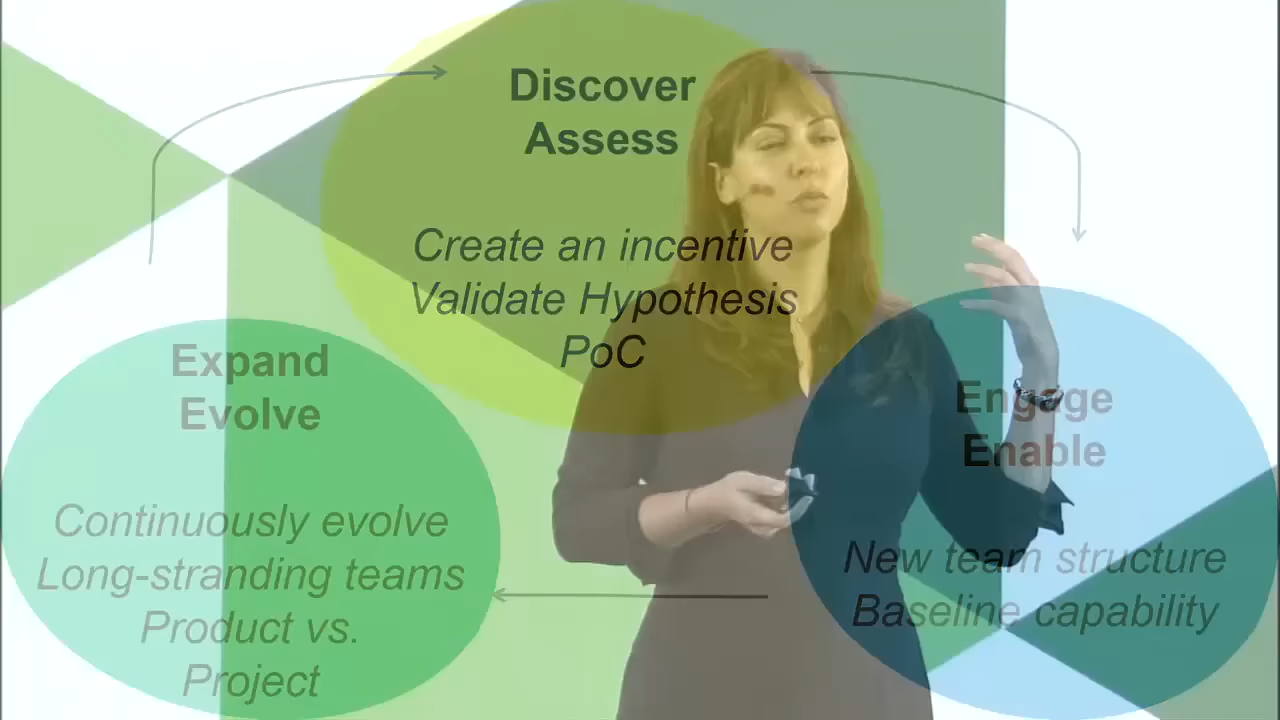 Discover
Assess
Create an incentive
Validate Hypothesis
PoC
Expand
Evolve
Continuously evolve
Long-stranding teams
Product vs.
Project
Engage
Enable
New team structure
Baseline capability